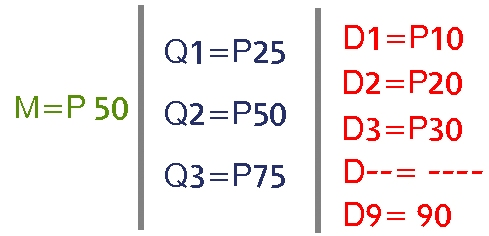 M=P 50
Q1=P25
Q2=P50
Q3=P75
D1=P10
D2=P20
D3=P30
D--= ----
D9= 90